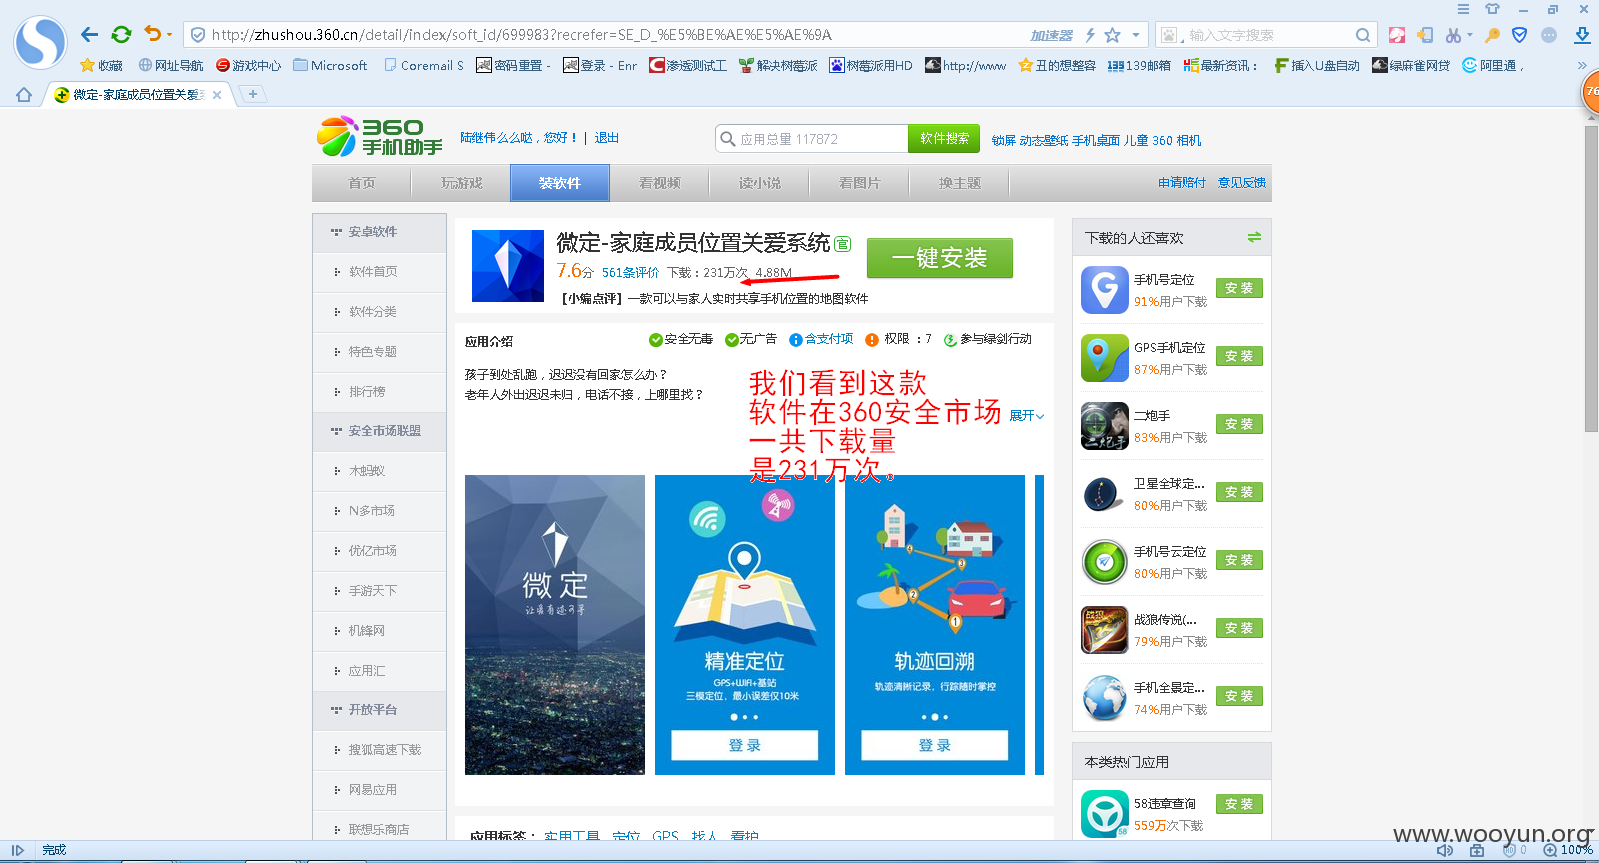 http://zhushou.360.cn/detail/index/soft_id/699983?recrefer=SE_D_%E5%BE%AE%E5%AE%9A
加速器
输入文字搜索
收藏
网址导航
游戏中心
Microsoft
Coremail S
密码重置 -
登录 - Enr
渗透测试工
解决树莓派
树莓派用HD
http://www
丑的想整容
139邮箱
最新资讯：
插入U盘自动
绿麻雀网贷
阿里通，
»
微定-家庭成员位置关爱系
76
360
手机助手
陆继伟么么哒，您好！ | 退出
应用总量 117872
软件搜索
锁屏 动态壁纸 手机桌面 儿童 360 相机
首页
玩游戏
装软件
看视频
读小说
看图片
换主题
申请赔付
意见反馈
安卓软件
软件首页
软件分类
特色专题
排行榜
安全市场联盟
木蚂蚁
N多市场
优亿市场
手游天下
机锋网
应用汇
开放平台
搜狐高速下载
网易应用
联想乐商店
微定-家庭成员位置关爱系统
官
7.6分 561条评价 下载：231万次 4.88M
【小编点评】一款可以与家人实时共享手机位置的地图软件
一键安装
应用介绍
安全无毒
无广告
含支付项
权限 ：7
参与绿剑行动
孩子到处乱跑，迟迟没有回家怎么办？
老年人外出迟迟未归，电话不接，上哪里找？
展开
我们看到这款
软件在360安全市场
一共下载量
是231万次。
微定
让爱有迹可寻
精准定位
GPS+WIFI+基站
三模定位，最小误差仅10米
登录
轨迹回溯
轨迹清晰记录，行踪随时掌控
登录
应用标签： 实用工具 定位 GPS 找人 看护
下载的人还喜欢
手机号定位
91%用户下载
安装
GPS手机定位
87%用户下载
安装
二炮手
83%用户下载
安装
卫星全球定...
80%用户下载
安装
手机号云定位
80%用户下载
安装
战狼传说(...
79%用户下载
安装
手机全景定...
74%用户下载
安装
本类热门应用
58违章查询
559万次下载
安装
www.wooyun.org
完成
0
100%